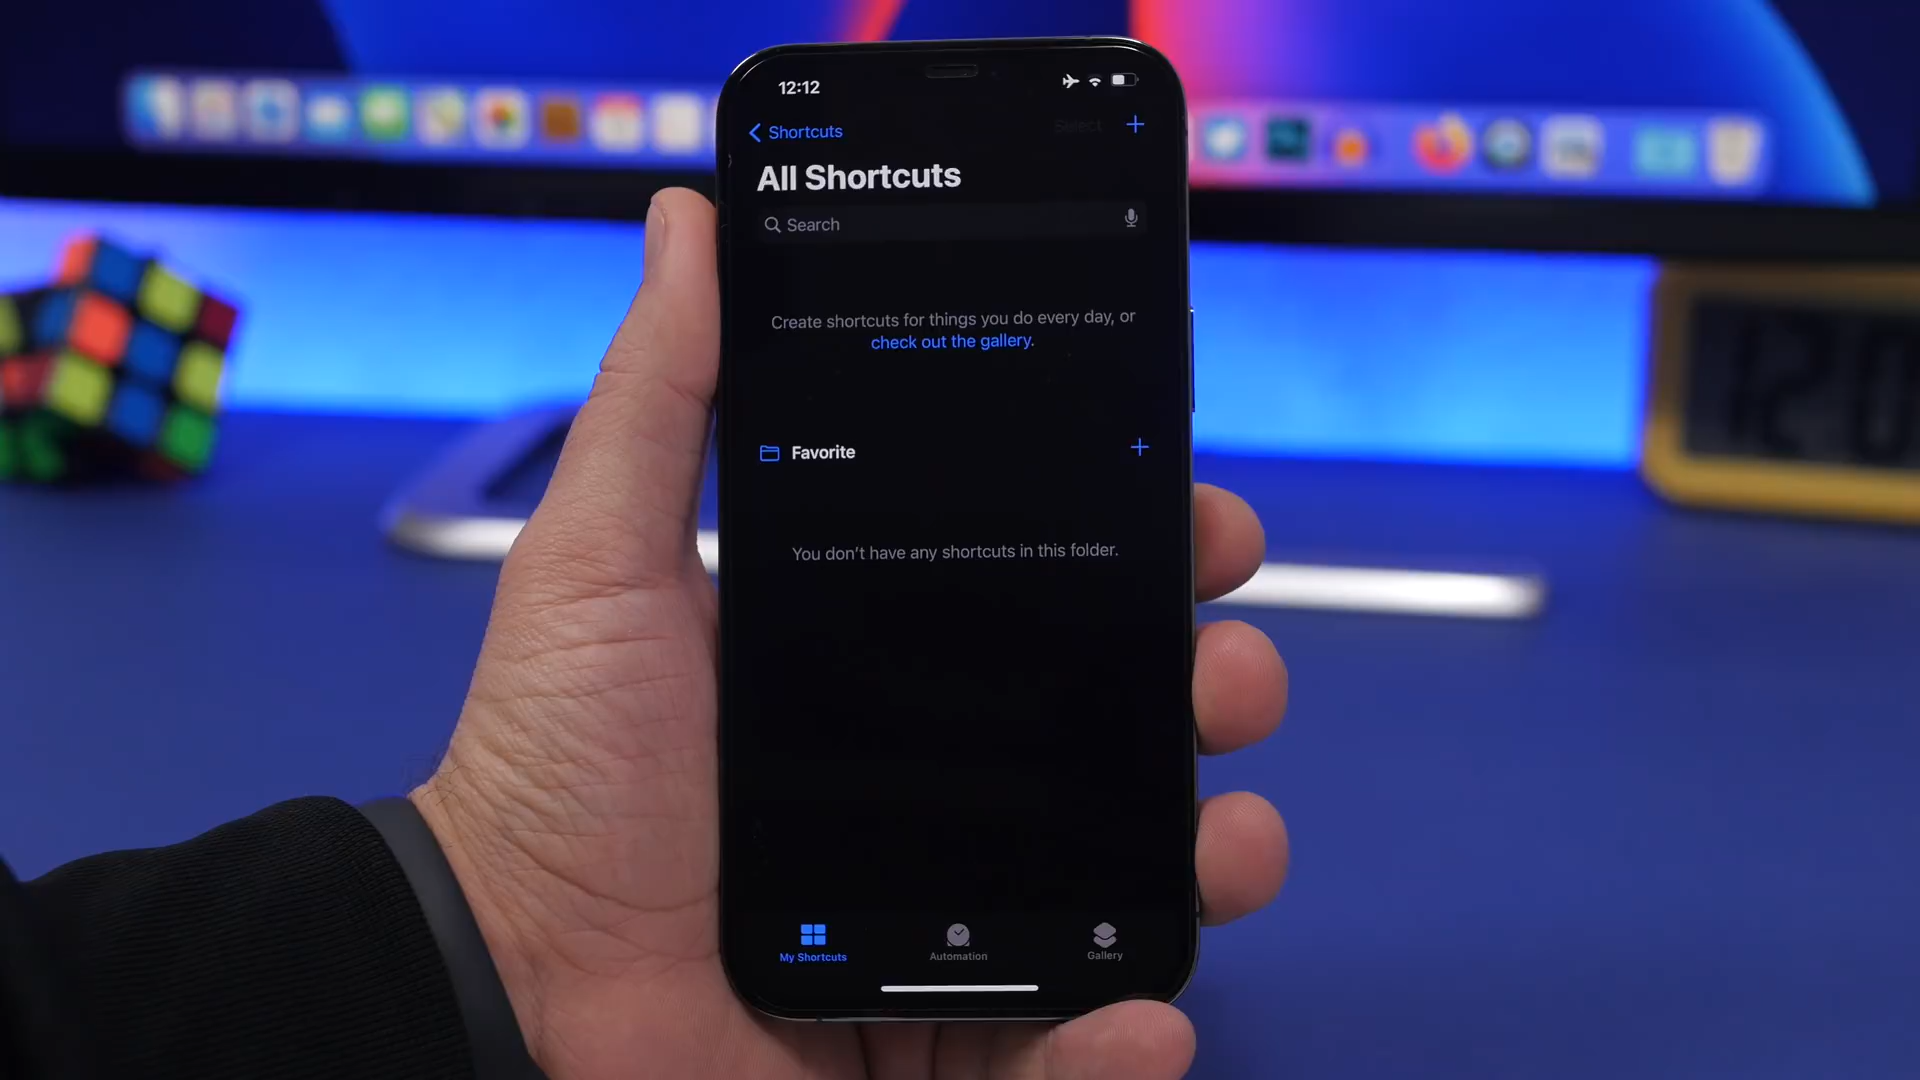 12:12
Shortcuts
Select
All Shortcuts
Search
Create shortcuts for things you do every day, or
check out the gallery.
Favorite
You don't have any shortcuts in this folder.
My Shortcuts
Automation
Gallery